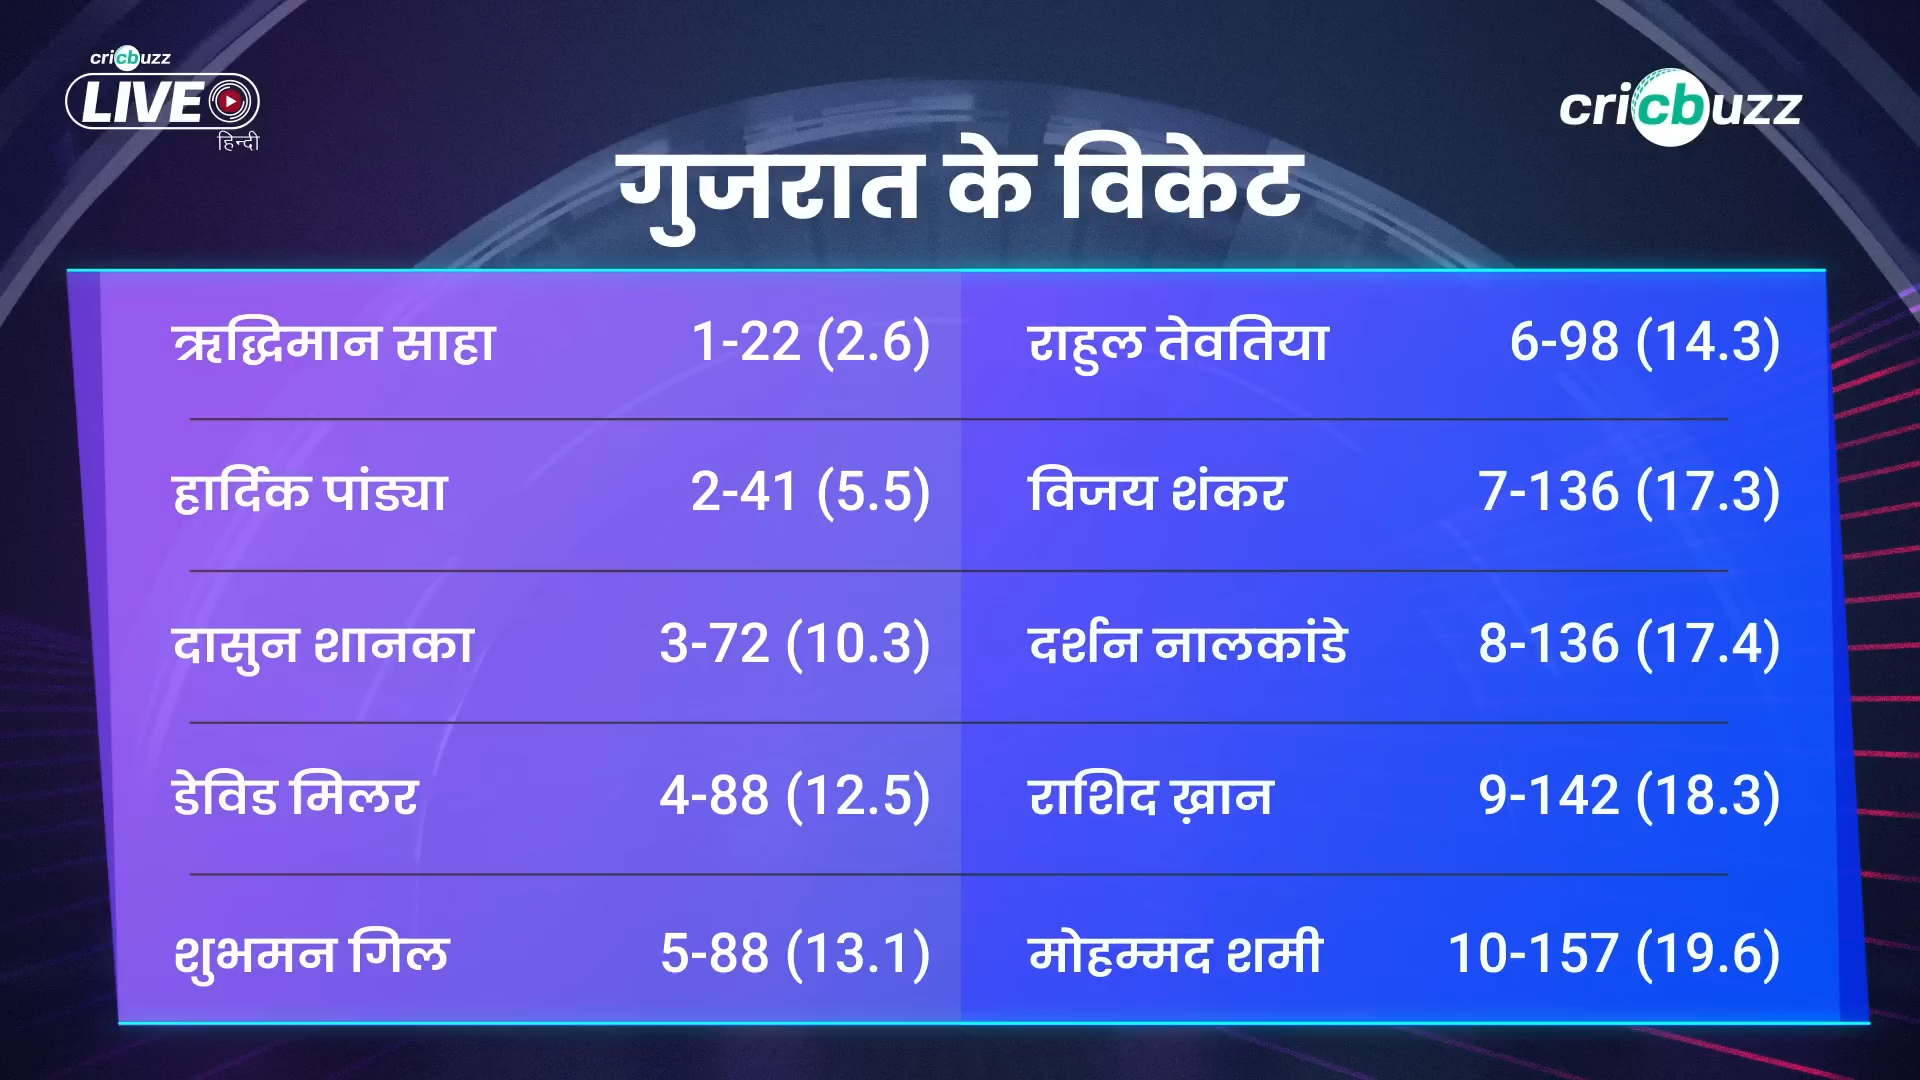 cricbuzz
LIVE
हिन्दी
cricbuzz
गुजरात के विकेट
ऋद्धिमान साहा 1-22 (2.6) राहुल तेवतिया 6-98 (14.3)
हार्दिक पांड्या 2-41 (5.5) विजय शंकर 7-136 (17.3)
दासुन शानका 3-72 (10.3) दर्शन नालकांडे 8-136 (17.4)
डेविड मिलर 4-88 (12.5) राशिद ख़ान 9-142 (18.3)
शुभमन गिल 5-88 (13.1) मोहम्मद शमी 10-157 (19.6)